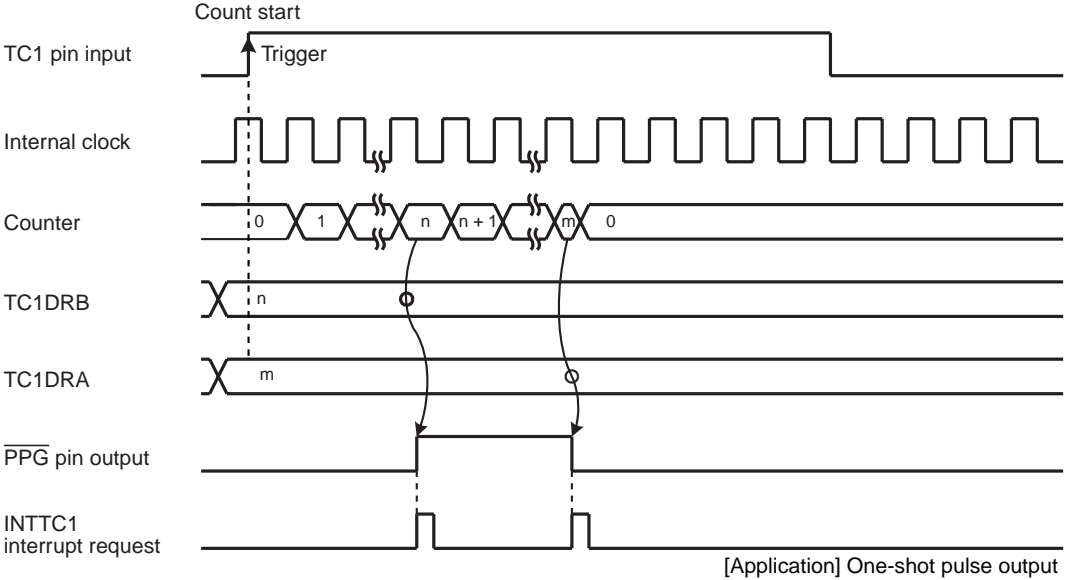 Count start
TC1 pin input
Trigger
Internal clock
Counter
0 1 n n + 1 m 0
TC1DRB
n
TC1DRA
m
PPG pin output
INTTC1
interrupt request
[Application] One-shot pulse output